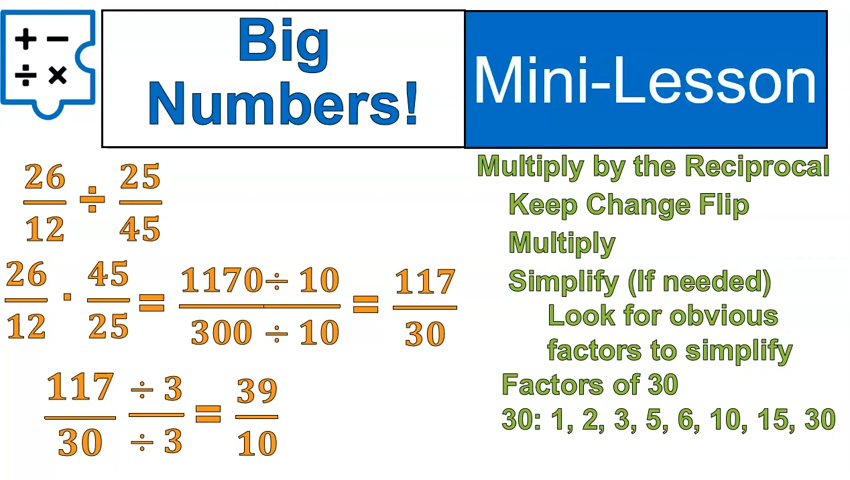 + −
÷ ×
Big
Numbers!
Mini-Lesson
26/12 ÷ 25/45
26/12 · 45/25 = 1170÷ 10/300 ÷ 10 = 117/30
117/30 ÷ 3/÷ 3 = 39/10
Multiply by the Reciprocal
Keep Change Flip
Multiply
Simplify (If needed)
Look for obvious
factors to simplify
Factors of 30
30: 1, 2, 3, 5, 6, 10, 15, 30